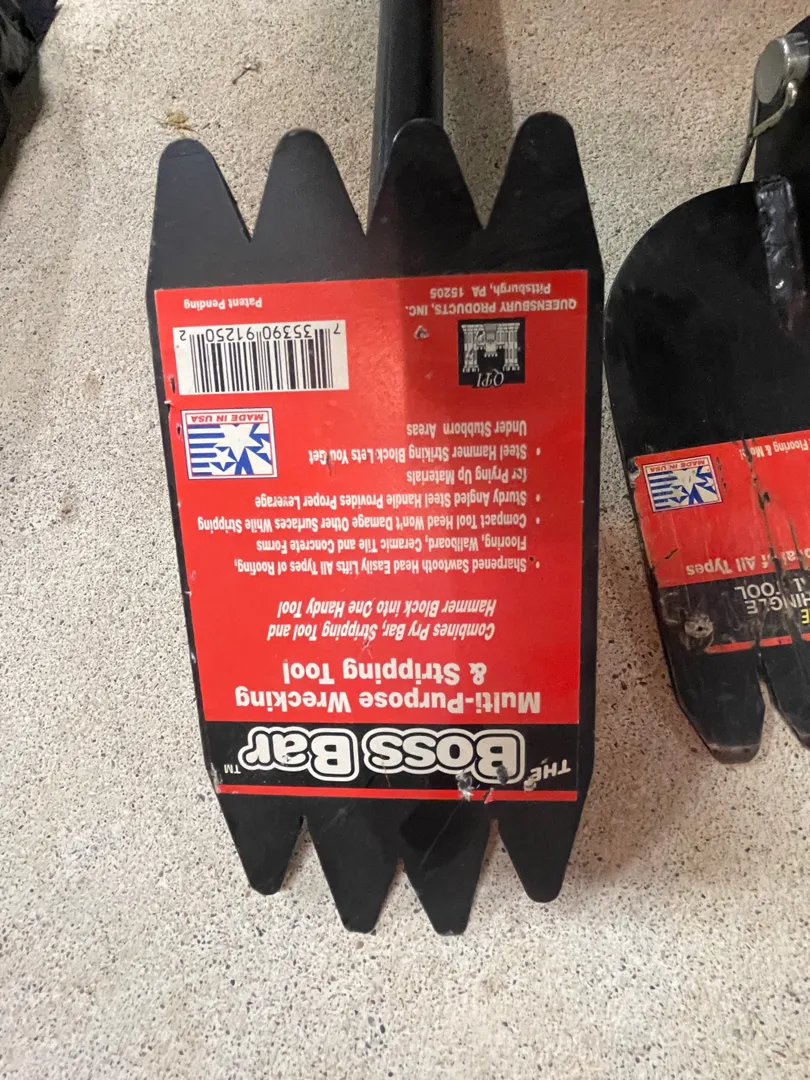 THE Boss Bar ™
Multi-Purpose Wrecking
& Stripping Tool
Combines Pry Bar, Stripping Tool and
Hammer Block into One Handy Tool
• Sharpened Sawtooth Head Easily Lifts All Types of Roofing,
Flooring, Wallboard, Ceramic Tile and Concrete Forms
• Compact Tool Head Won't Damage Other Surfaces While Stripping
• Sturdy Angled Steel Handle Provides Proper Leverage
for Prying Up Materials
• Steel Hammer Striking Block Lets You Get
Under Stubborn Areas
MADE IN USA
QPI
7 35390 91250 2
QUEENSBURY PRODUCTS, INC.
Pittsburgh, PA 15205
Patent Pending
TOOL
of All Types
Flooring &
MADE IN USA